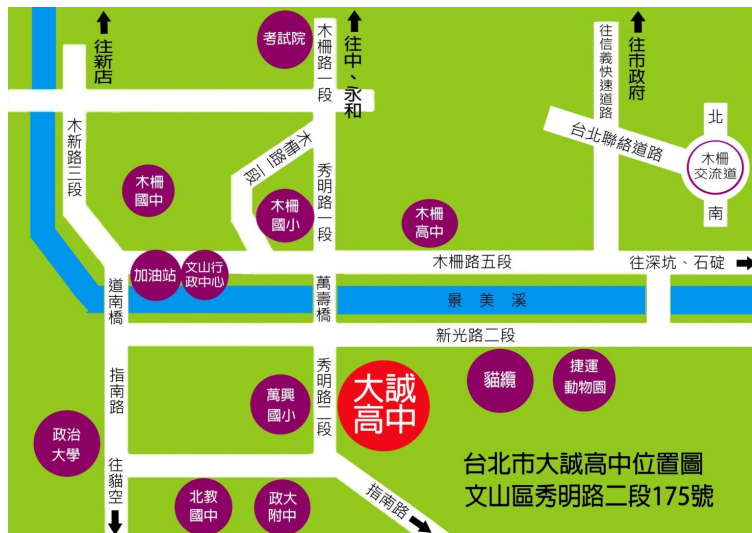 往新店
考試院
木柵路一段
往中、永和
往信義快速道路
往市政府
台北聯絡道路
北
木柵
交流道
南
木新路三段
木柵
國中
木柵路二段
木柵
國小
秀明路一段
木柵
高中
加油站
文山行
政中心
木柵路五段
往深坑、石碇
道南橋
萬壽橋
景美溪
新光路二段
指南路
萬興
國小
秀明路二段
大誠
高中
貓纜
捷運
動物園
政治
大學
往貓空
北教
國中
政大
附中
指南路
台北市大誠高中位置圖
文山區秀明路二段175號